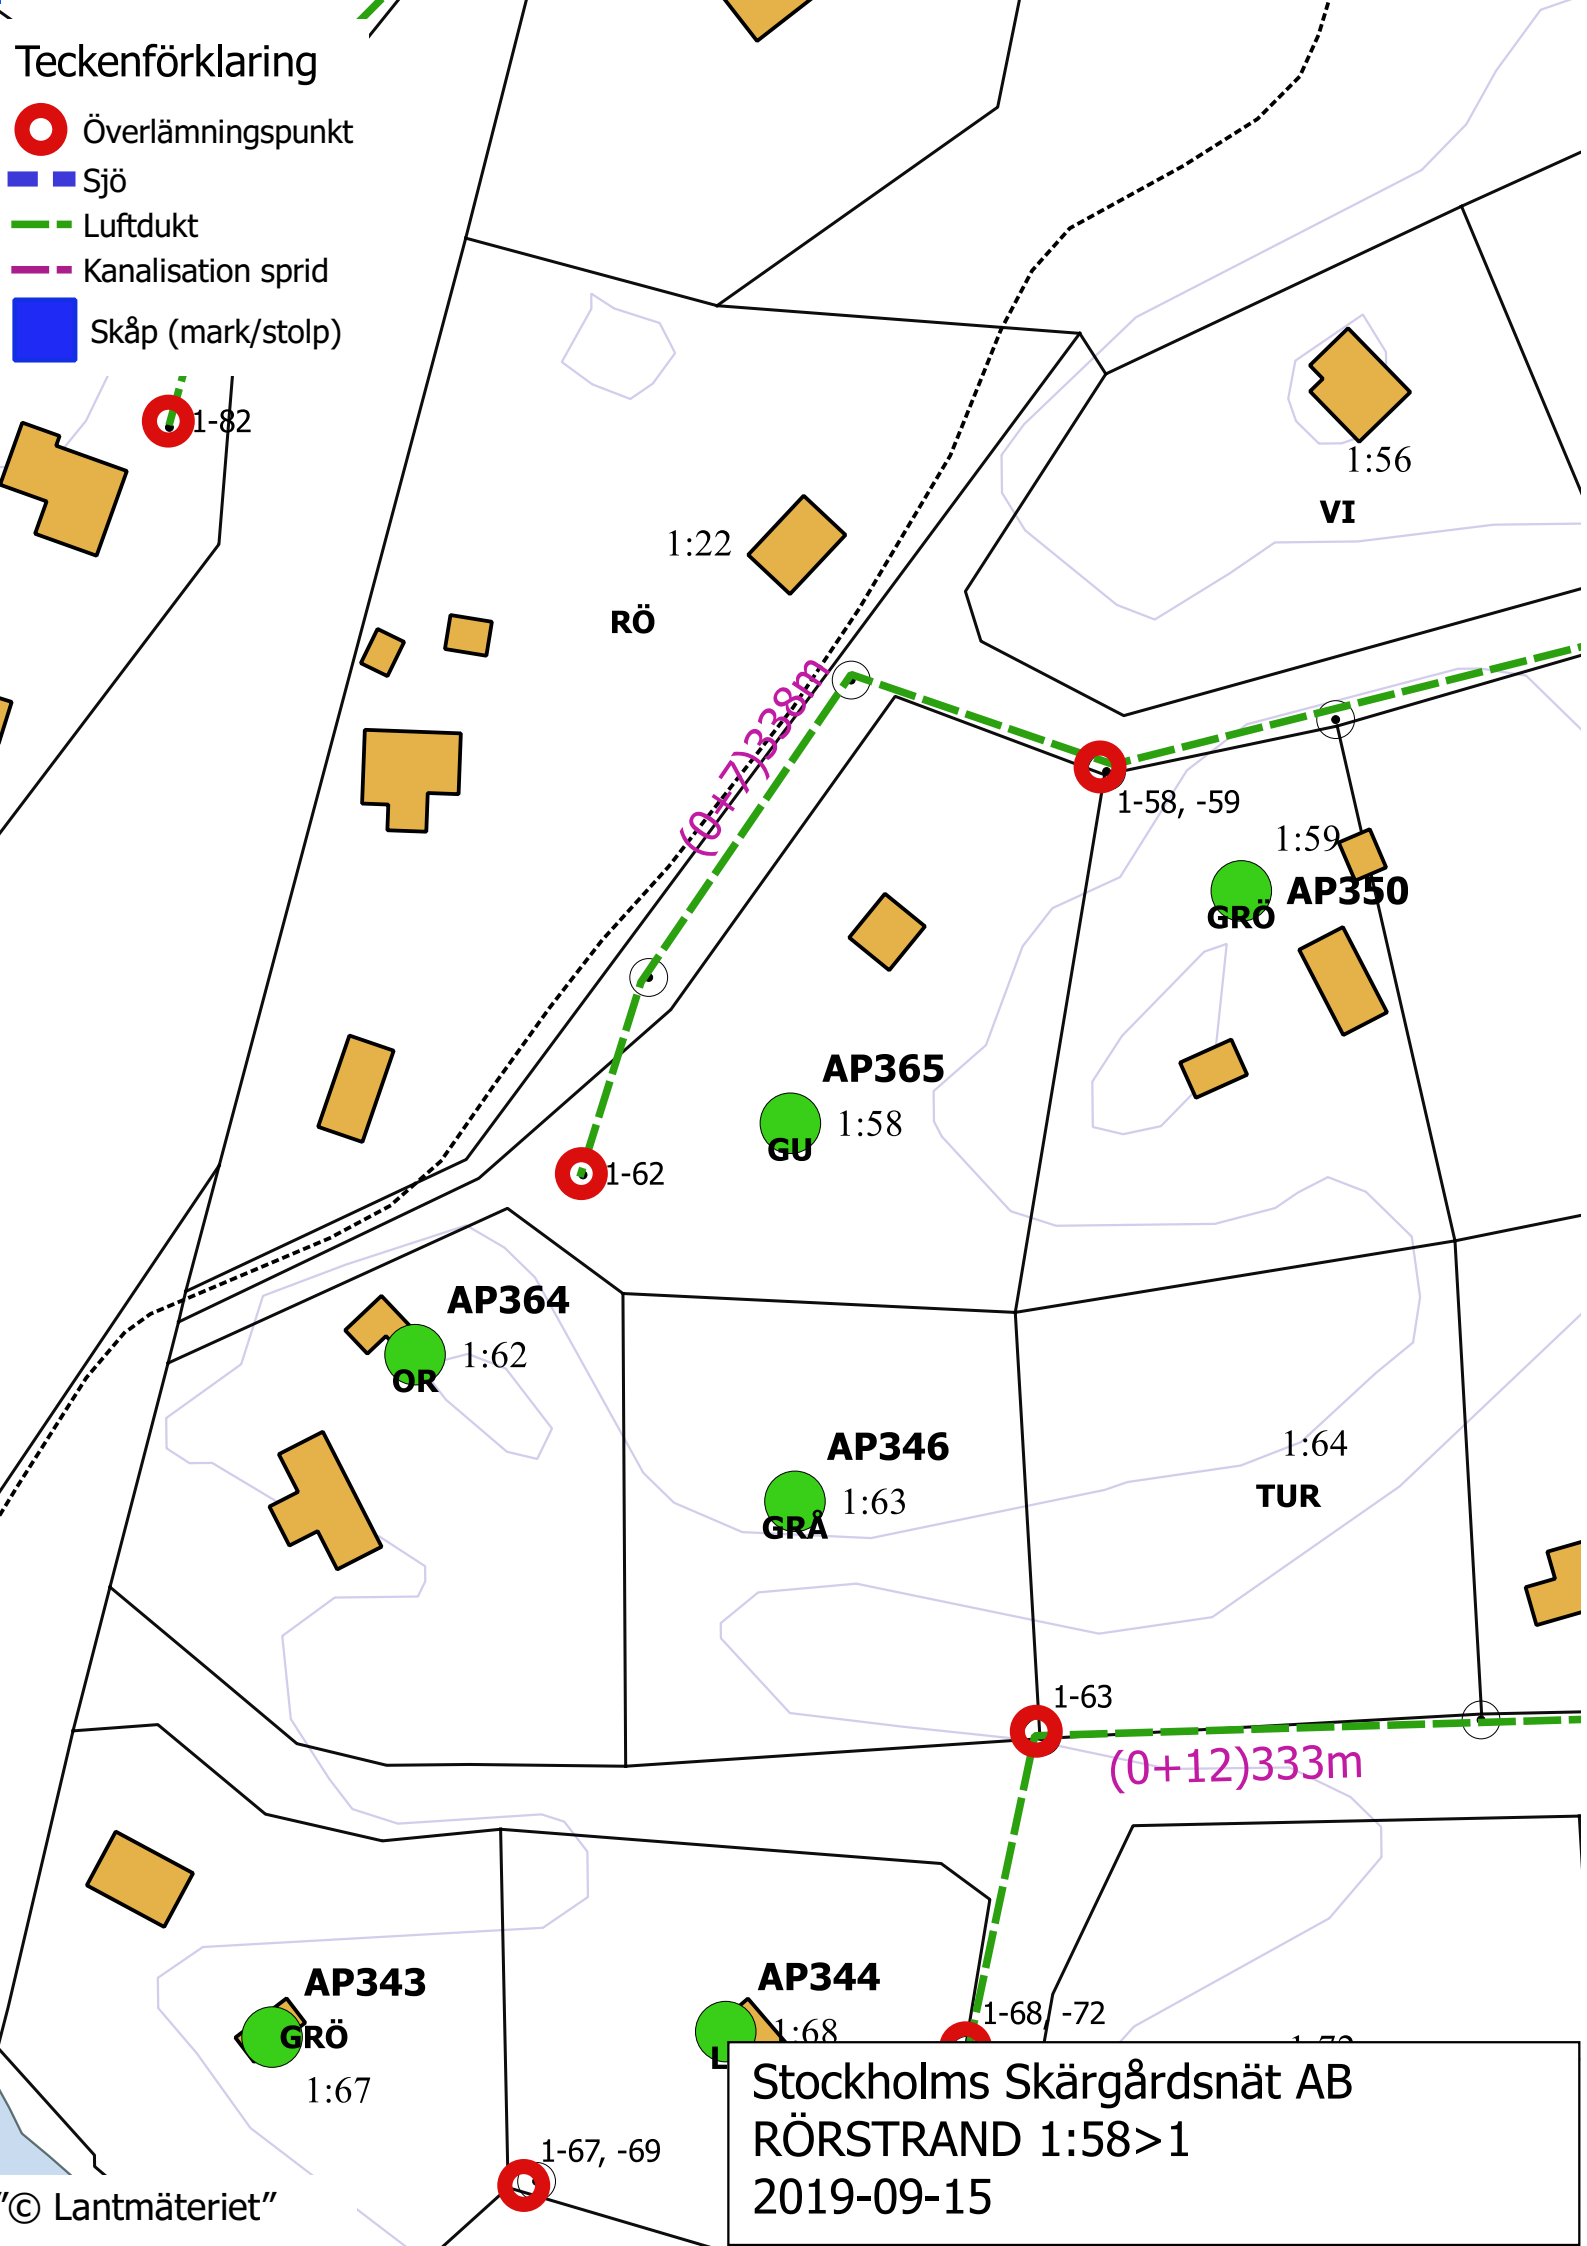 Teckenförklaring
Överlämningspunkt
Sjö
Luftdukt
Kanalisation sprid
Skåp (mark/stolp)
1-82
1:56
VI
1:22
RÖ
(0+7)338m
1-58, -59
1:59
AP350
GRÖ
AP365
1:58
GU
1-62
AP364
1:62
OR
AP346
1:63
GRÅ
1:64
TUR
1-63
(0+12)333m
AP343
GRÖ
1:67
AP344
1:68
1-68, -72
1-67, -69
Stockholms Skärgårdsnät AB
RÖRSTRAND 1:58>1
2019-09-15
"© Lantmäteriet"